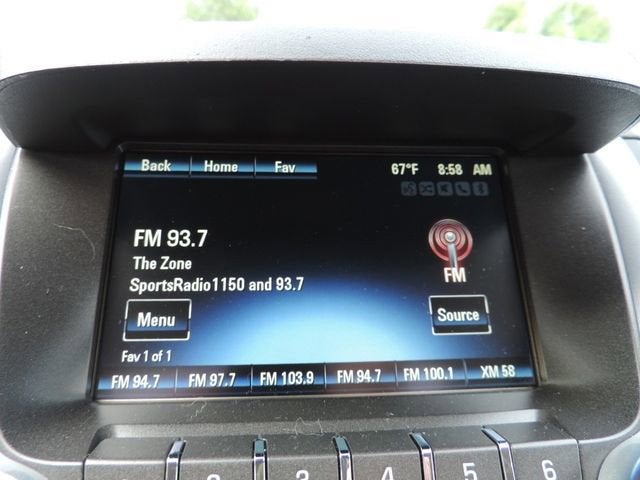 Back Home Fav 67°F 8:58 AM
FM 93.7
The Zone
SportsRadio1150 and 93.7
FM
Menu Source
Fav 1 of 1
FM 94.7 FM 97.7 FM 103.9 FM 94.7 FM 100.1 XM 58
2 3 4 5 6